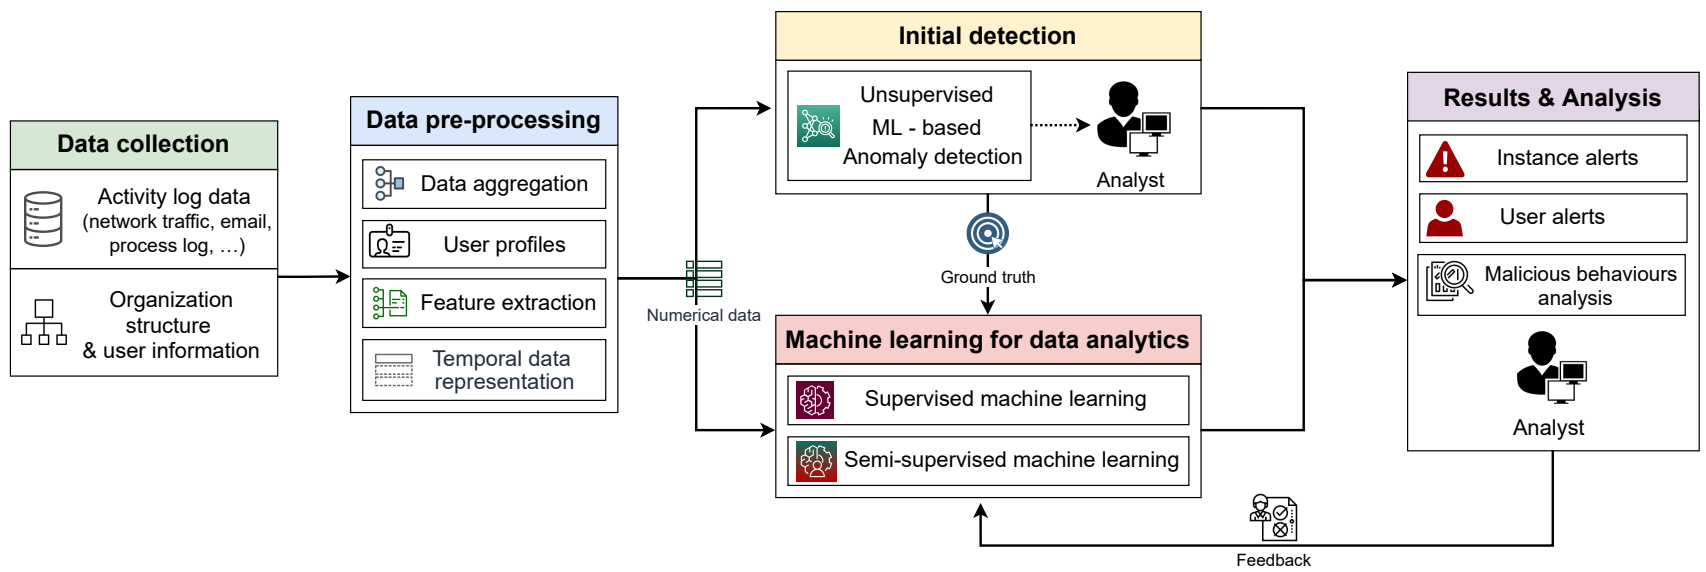 Data collection
Activity log data
(network traffic, email,
process log, ...)
Organization
structure
& user information
Data pre-processing
Data aggregation
User profiles
Feature extraction
Temporal data
representation
Numerical data
Initial detection
Unsupervised
ML - based
Anomaly detection
Analyst
Ground truth
Machine learning for data analytics
Supervised machine learning
Semi-supervised machine learning
Results & Analysis
Instance alerts
User alerts
Malicious behaviours
analysis
Analyst
Feedback